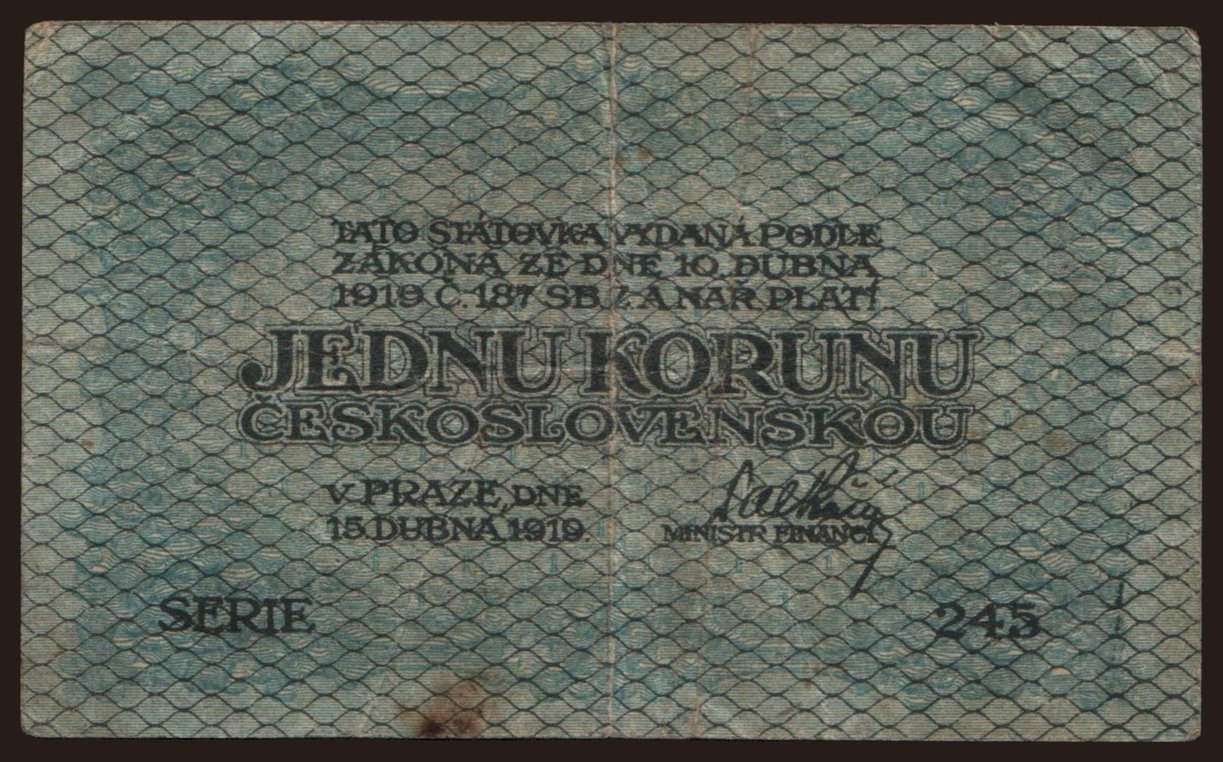 TATO STÁTOVKA VYDANÁ PODLE
ZÁKONA ZE DNE 10. DUBNA
1919 Č. 187 SB. Z. A NAŘ. PLATÍ
JEDNU KORUNU
ČESKOSLOVENSKOU
V PRAZE, DNE
15. DUBNA 1919.
MINISTR FINANCÍ
SERIE 245